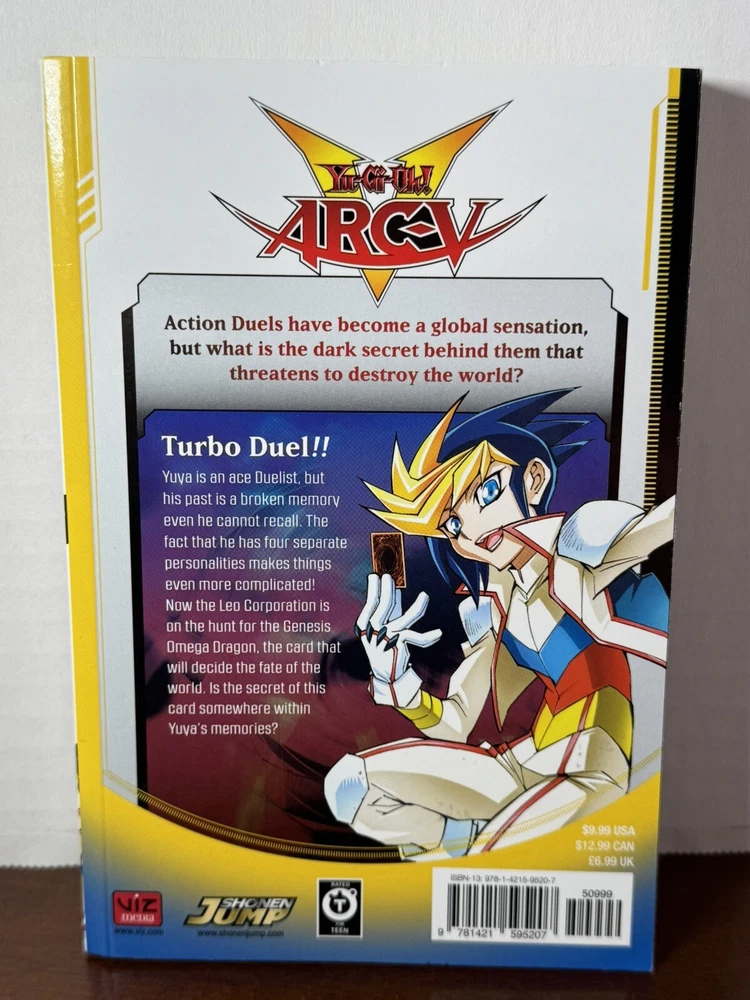 Yu-Gi-Oh!
ARC-V
Action Duels have become a global sensation,
but what is the dark secret behind them that
threatens to destroy the world?
Turbo Duel!!
Yuya is an ace Duelist, but
his past is a broken memory
even he cannot recall. The
fact that he has four separate
personalities makes things
even more complicated!
Now the Leo Corporation is
on the hunt for the Genesis
Omega Dragon, the card that
will decide the fate of the
world. Is the secret of this
card somewhere within
Yuya's memories?
$9.99 USA
$12.99 CAN
£6.99 UK
ISBN-13: 978-1-4215-9520-7
50999
9 781421 595207
VIZ
media
www.viz.com
SHONEN
JUMP
www.shonenjump.com
RATED
T
FOR
TEEN